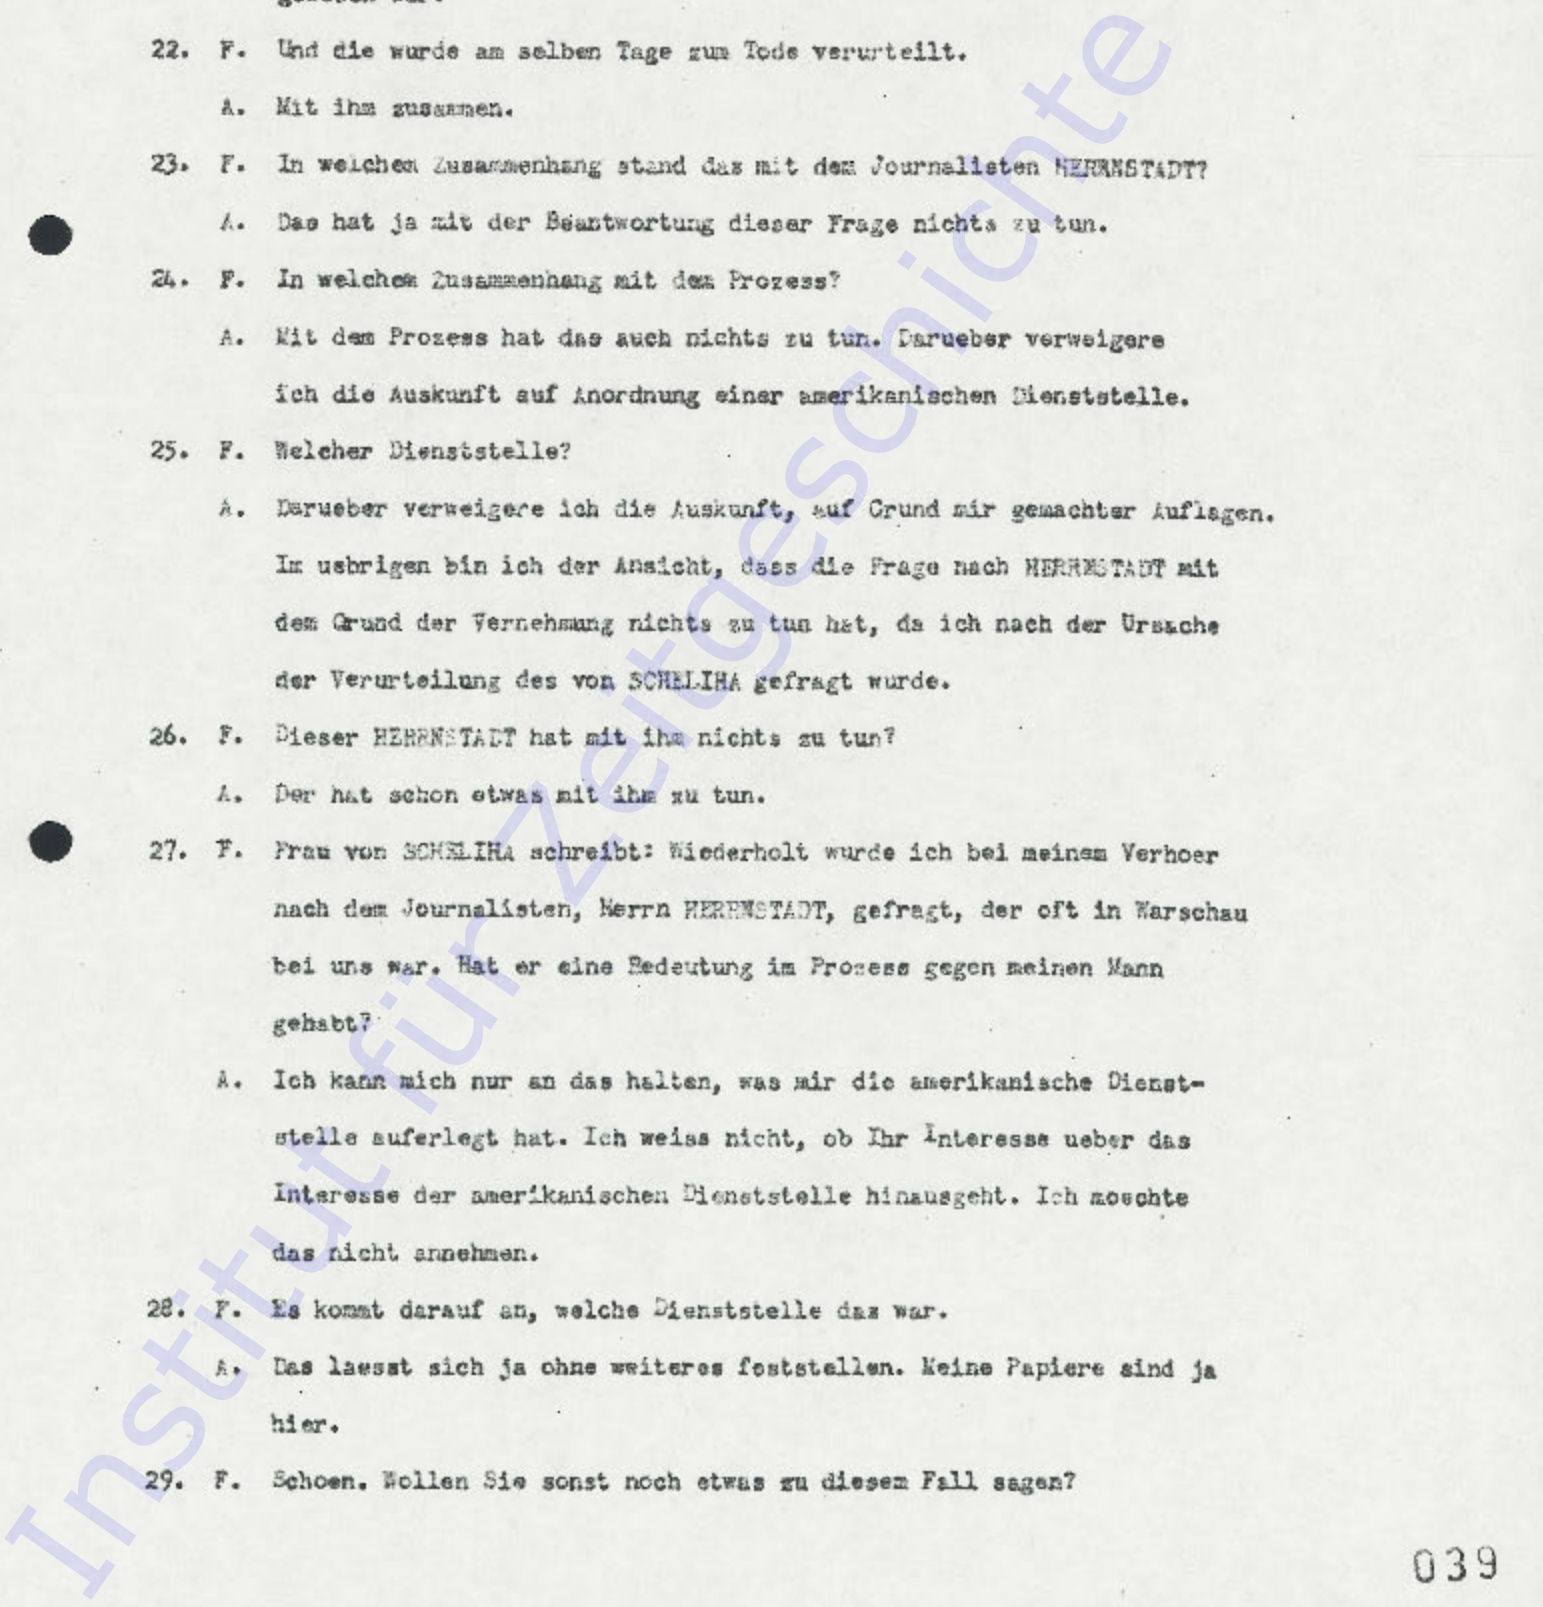 22. F. Und die wurde am selben Tage zum Tode verurteilt.
A. Mit ihm zusammen.
23. F. In welchem Zusammenhang stand das mit dem Journalisten HERRNSTADT?
A. Das hat ja mit der Beantwortung dieser Frage nichts zu tun.
24. F. In welchem Zusammenhang mit dem Prozess?
A. Mit dem Prozess hat das auch nichts zu tun. Darueber verweigere
ich die Auskunft auf Anordnung einer amerikanischen Dienststelle.
25. F. Welcher Dienststelle?
A. Darueber verweigere ich die Auskunft, auf Grund mir gemachter Auflagen.
Im uebrigen bin ich der Ansicht, dass die Frage nach HERRNSTADT mit
dem Grund der Vernehmung nichts zu tun hat, da ich nach der Ursache
der Verurteilung des von SCHELIHA gefragt wurde.
26. F. Dieser HERRNSTADT hat mit ihm nichts zu tun?
A. Der hat schon etwas mit ihm zu tun.
27. F. Frau von SCHELIHA schreibt: Wiederholt wurde ich bei meinem Verhoer
nach dem Journalisten, Herrn HERRNSTADT, gefragt, der oft in Warschau
bei uns war. Hat er eine Bedeutung im Prozess gegen meinen Mann
gehabt?
A. Ich kann mich nur an das halten, was mir die amerikanische Dienst-
stelle auferlegt hat. Ich weiss nicht, ob Ihr Interesse ueber das
Interesse der amerikanischen Dienststelle hinausgeht. Ich moechte
das nicht annehmen.
28. F. Es kommt darauf an, welche Dienststelle das war.
A. Das laesst sich ja ohne weiteres feststellen. Meine Papiere sind ja
hier.
29. F. Schoen. Wollen Sie sonst noch etwas zu diesem Fall sagen?
039
Institut für Zeitgeschichte